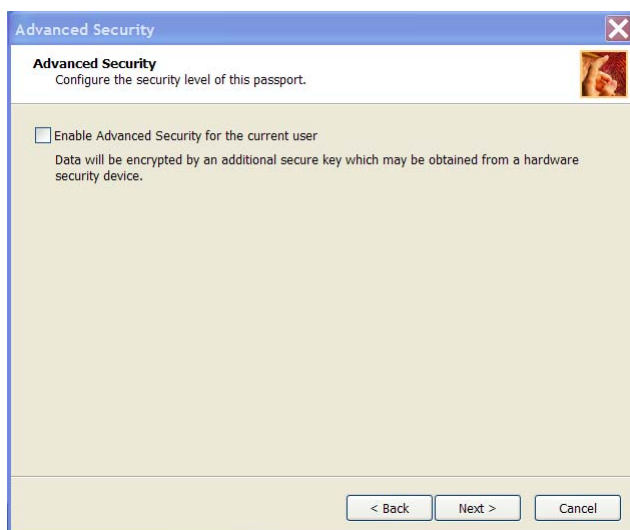 Advanced Security
Advanced Security
Configure the security level of this passport.
Enable Advanced Security for the current user
Data will be encrypted by an additional secure key which may be obtained from a hardware
security device.
< Back Next > Cancel